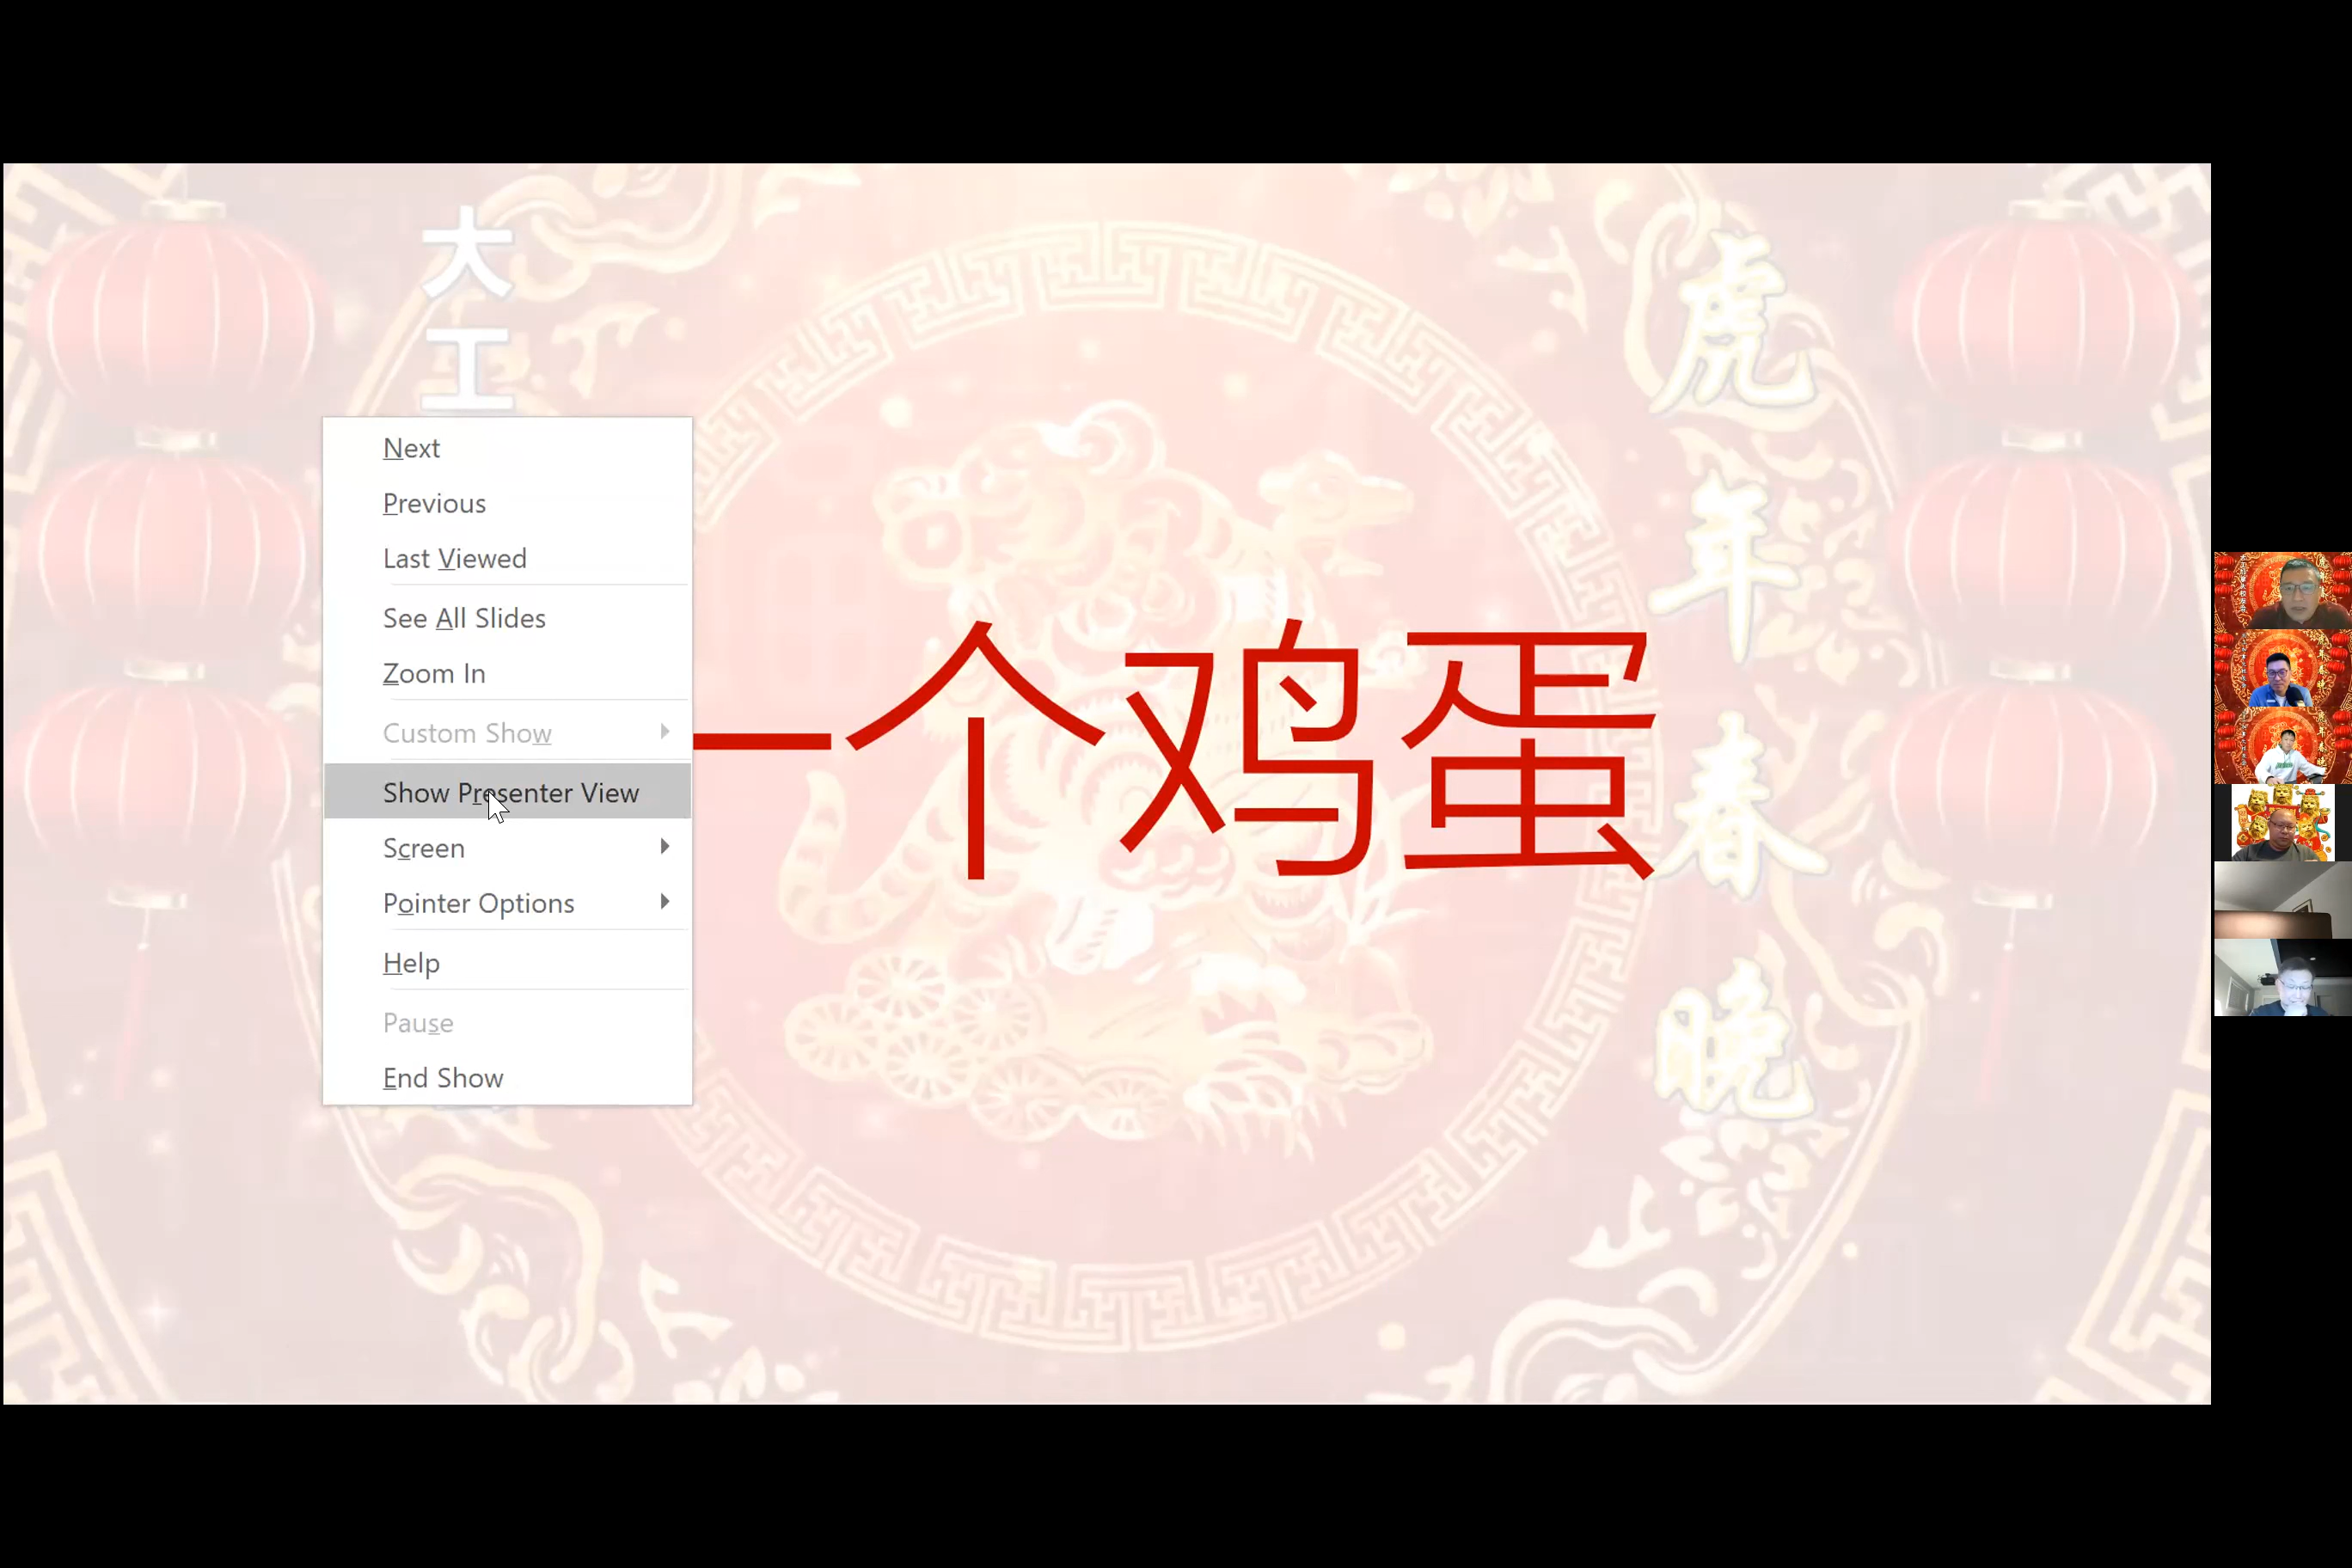 大工
虎年春晚
一个鸡蛋
Next
Previous
Last Viewed
See All Slides
Zoom In
Custom Show
Show Presenter View
Screen
Pointer Options
Help
Pause
End Show